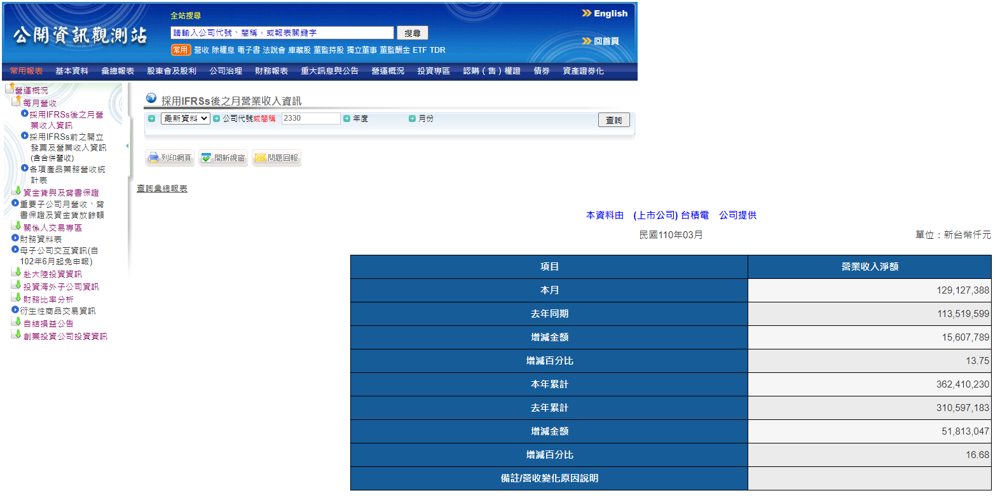 全站搜尋
English
公開資訊觀測站
請輸入公司代號、簡稱，或報表關鍵字
搜尋
回首頁
常用 營收 除權息 電子書 法說會 庫藏股 董監持股 獨立董事 董監酬金 ETF TDR
常用報表 基本資料 彙總報表 股東會及股利 公司治理 財務報表 重大訊息與公告 營運概況 投資專區 認購（售）權證 債券 資產證券化
營運概況
每月營收
採用IFRSs後之月營
業收入資訊
採用IFRSs前之開立
發票及營業收入資訊
(含合併營收)
各項產品業務營收統
計表
資金貸與及背書保證
重要子公司月營收、背
書保證及資金貸放餘額
關係人交易專區
財務資料表
母子公司交互資訊(自
102年6月起免申報)
赴大陸投資資訊
投資海外子公司資訊
財務比率分析
衍生性商品交易資訊
自結損益公告
創業投資公司投資資訊
採用IFRSs後之月營業收入資訊
最新資料 公司代號或簡稱 2330 年度 月份 查詢
列印網頁 開新視窗 問題回報
查詢彙總報表
本資料由 (上市公司) 台積電 公司提供
民國110年03月 單位：新台幣仟元
項目 營業收入淨額
本月 129,127,388
去年同期 113,519,599
增減金額 15,607,789
增減百分比 13.75
本年累計 362,410,230
去年累計 310,597,183
增減金額 51,813,047
增減百分比 16.68
備註/營收變化原因說明